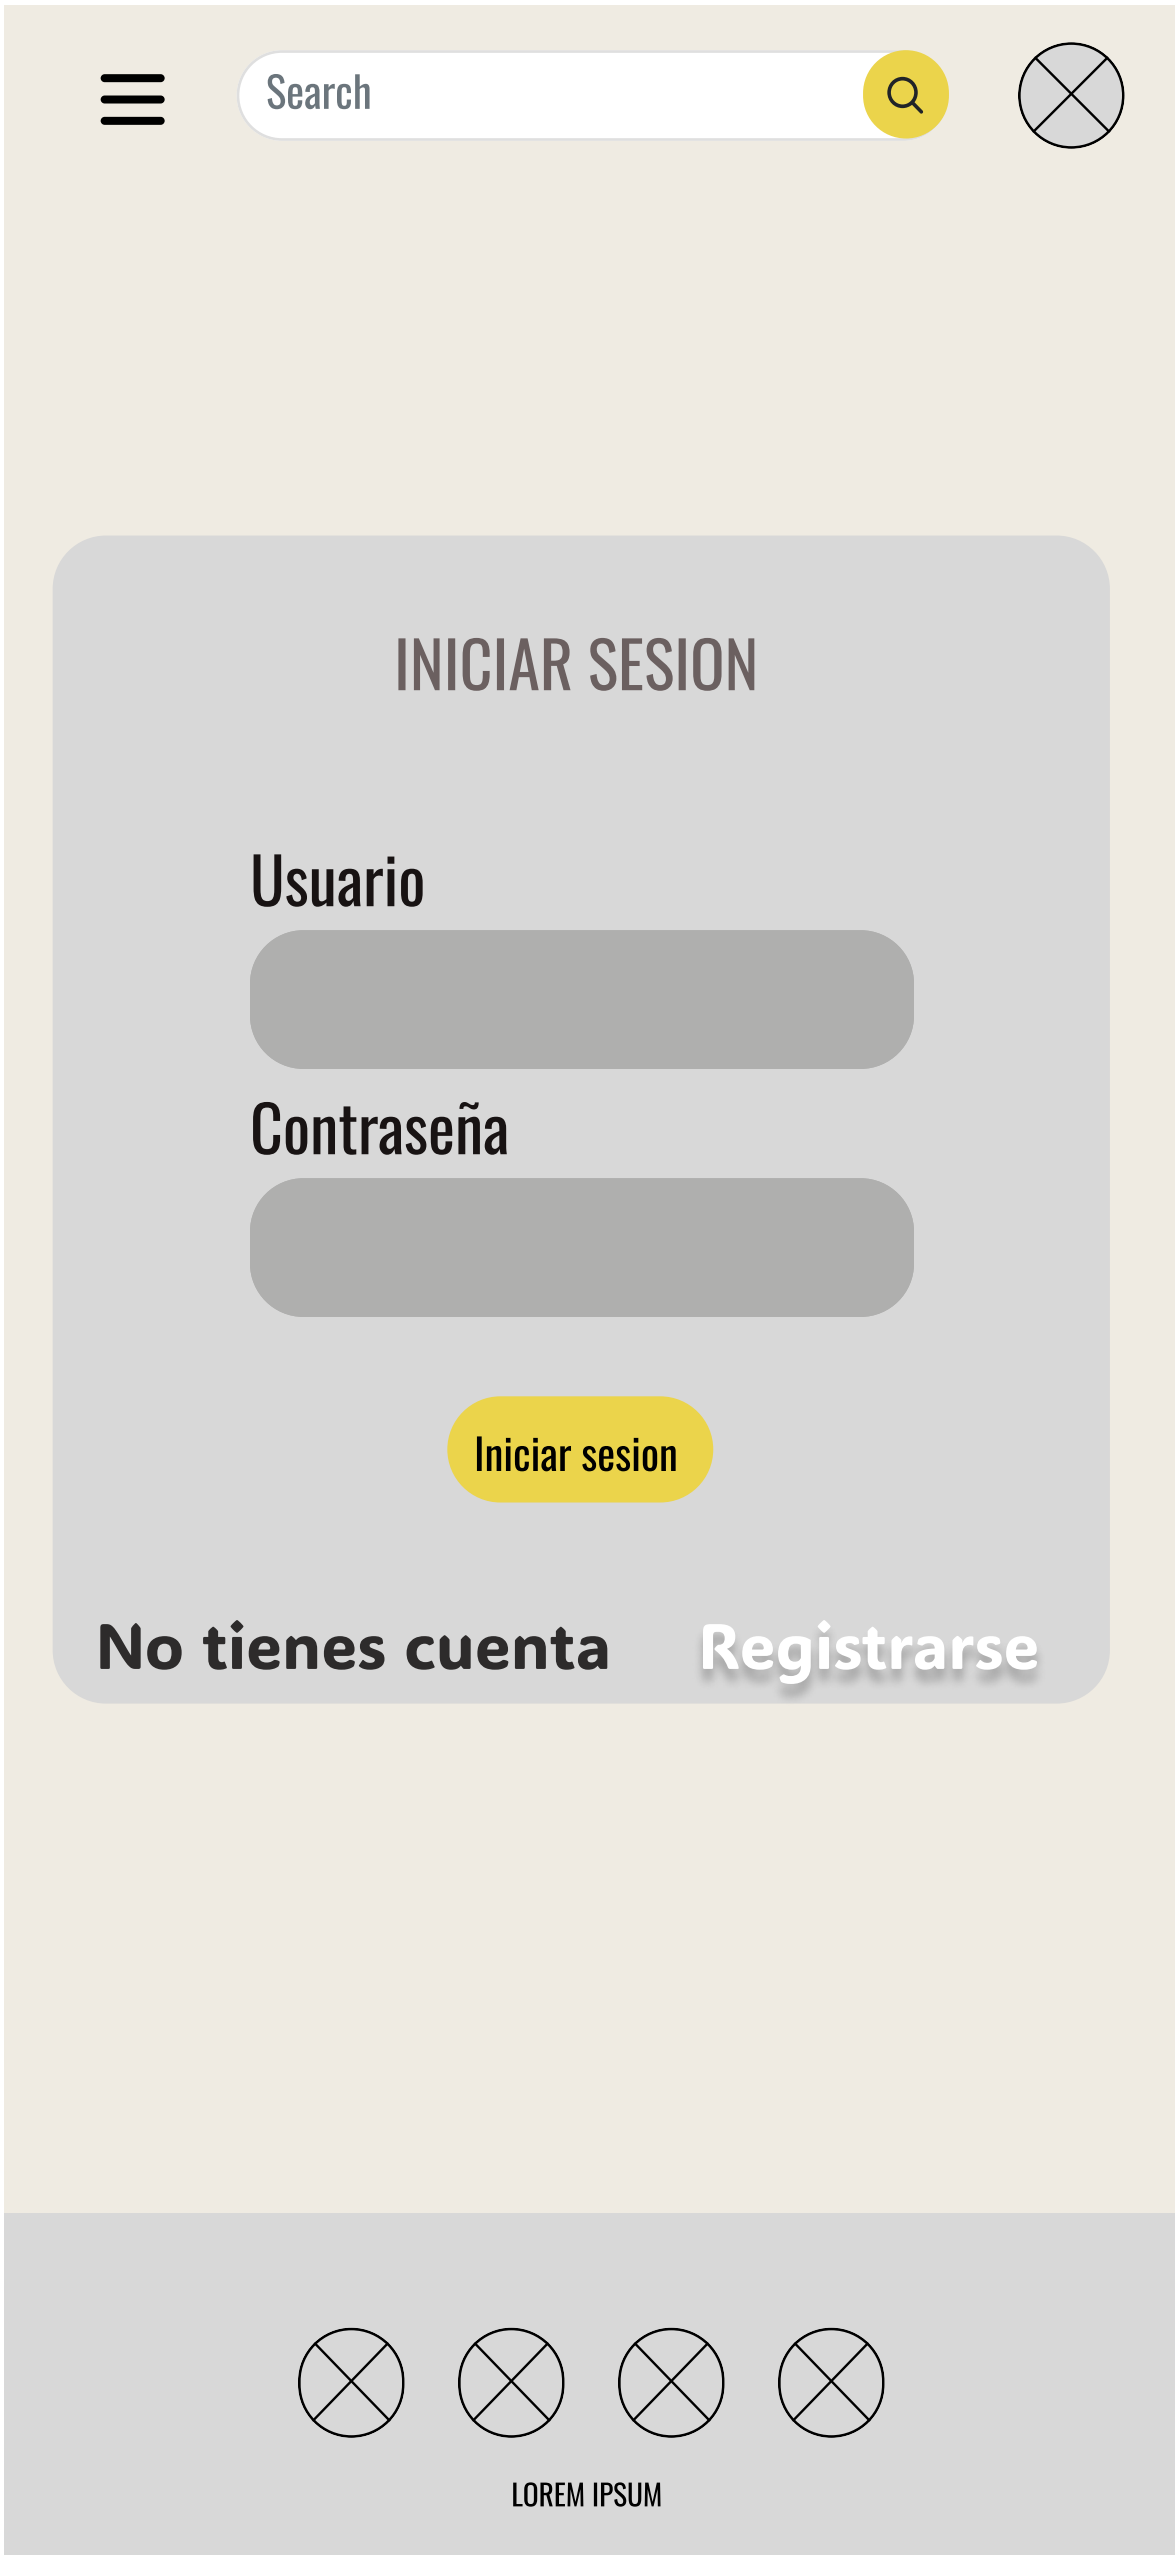 Search
INICIAR SESION
Usuario
Contraseña
Iniciar sesion
No tienes cuenta Registrarse
LOREM IPSUM